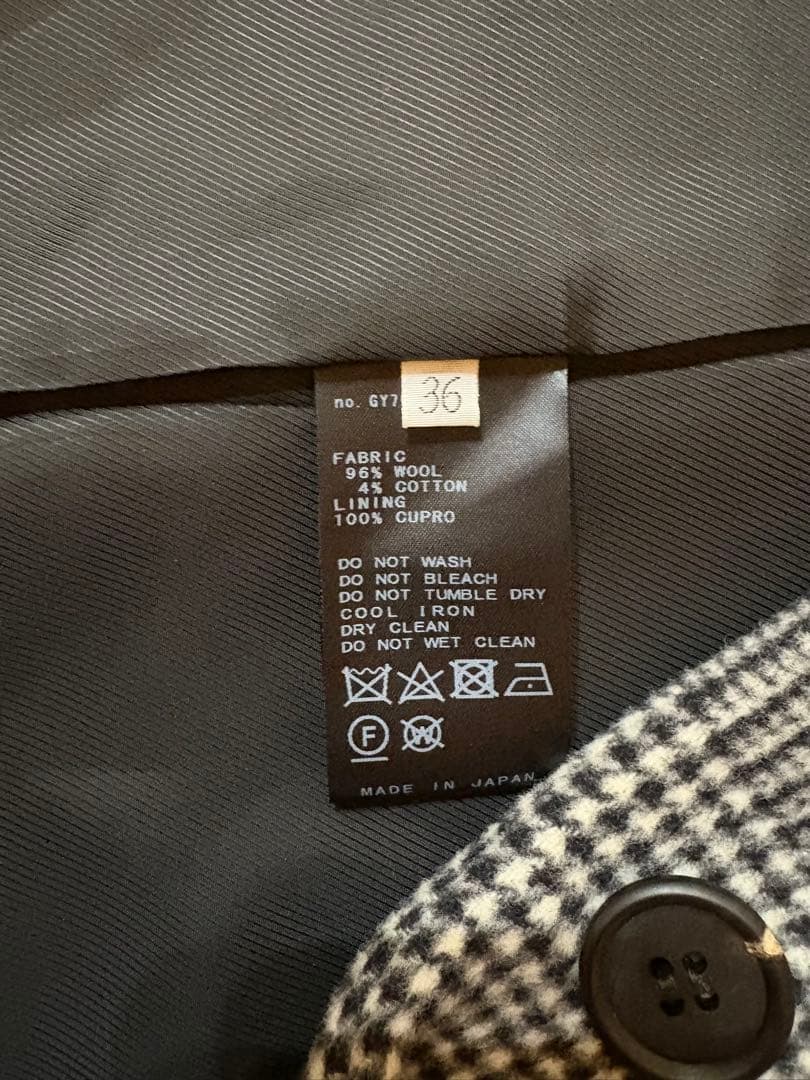 36
no. GY7
FABRIC
96% WOOL
4% COTTON
LINING
100% CUPRO
DO NOT WASH
DO NOT BLEACH
DO NOT TUMBLE DRY
COOL IRON
DRY CLEAN
DO NOT WET CLEAN
F W
MADE IN JAPAN